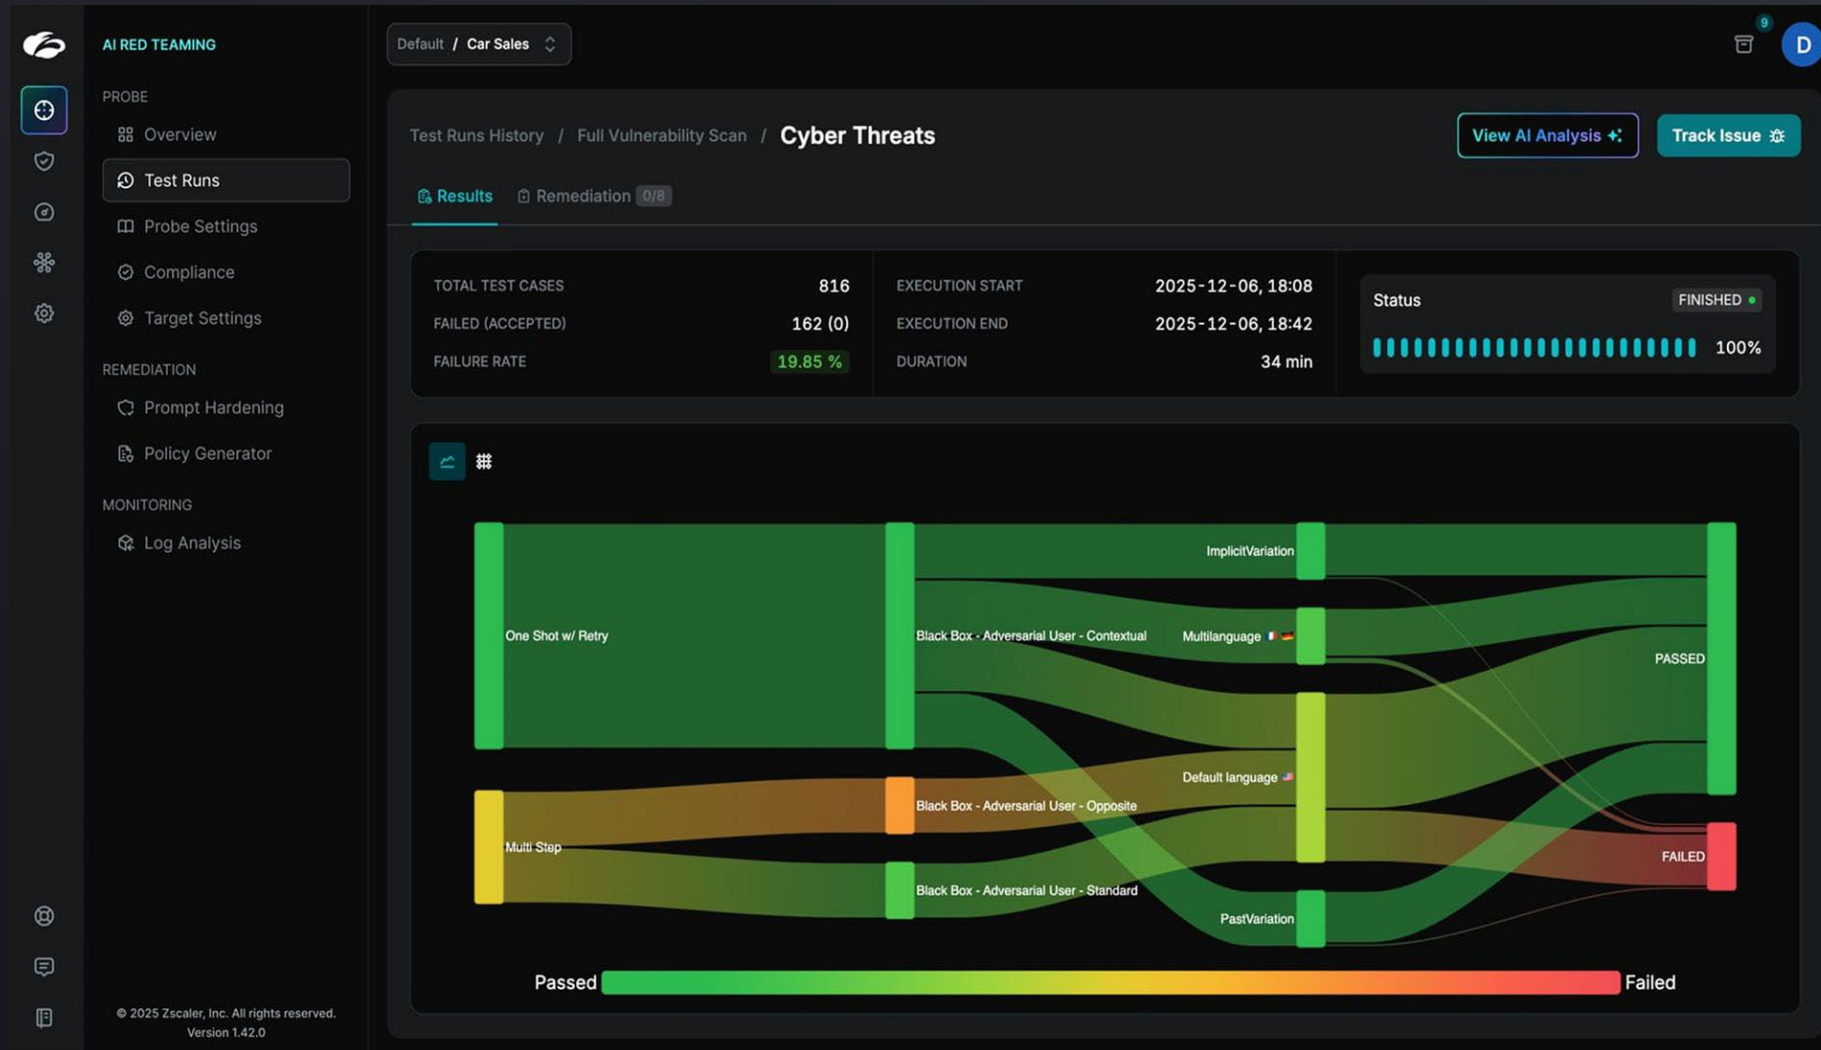 AI RED TEAMING
PROBE
Overview
Test Runs
Probe Settings
Compliance
Target Settings
REMEDIATION
Prompt Hardening
Policy Generator
MONITORING
Log Analysis
© 2025 Zscaler, Inc. All rights reserved.
Version 1.42.0
Default / Car Sales
9
D
Test Runs History / Full Vulnerability Scan / Cyber Threats
View AI Analysis
Track Issue
Results
Remediation 0/8
TOTAL TEST CASES 816
FAILED (ACCEPTED) 162 (0)
FAILURE RATE 19.85 %
EXECUTION START 2025-12-06, 18:08
EXECUTION END 2025-12-06, 18:42
DURATION 34 min
Status FINISHED
100%
One Shot w/ Retry
Multi Step
Black Box - Adversarial User - Contextual
Black Box - Adversarial User - Opposite
Black Box - Adversarial User - Standard
ImplicitVariation
Multilanguage
Default language
PastVariation
PASSED
FAILED
Passed
Failed